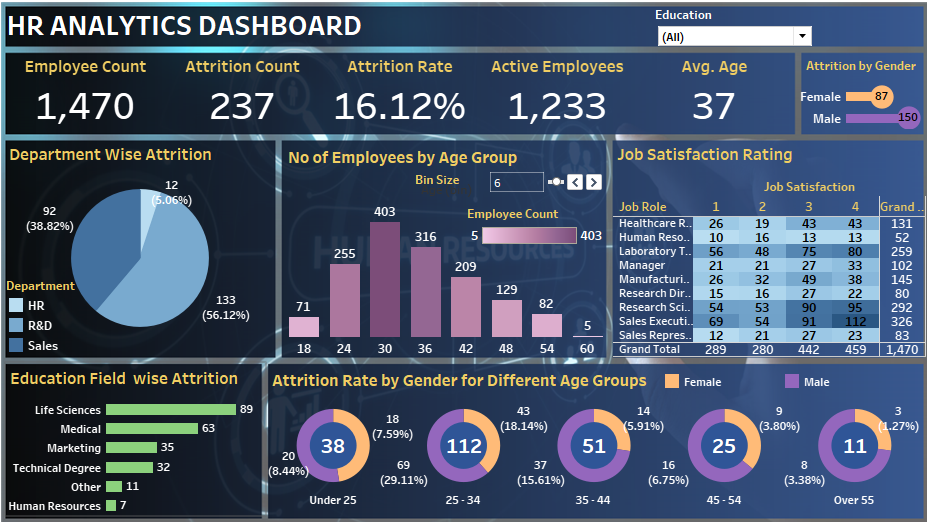 HR ANALYTICS DASHBOARD
Education
(All)
Employee Count Attrition Count Attrition Rate Active Employees Avg. Age
1,470 237 16.12% 1,233 37
Attrition by Gender
Female 87
Male 150
Department Wise Attrition
12
(5.06%)
92
(38.82%)
133
(56.12%)
Department
HR
R&D
Sales
No of Employees by Age Group
Bin Size 6
Employee Count
5 403
71 255 403 316 209 129 82 5
18 24 30 36 42 48 54 60
Job Satisfaction Rating
Job Satisfaction
Job Role 1 2 3 4 Grand ..
Healthcare R.. 26 19 43 43 131
Human Reso.. 10 16 13 13 52
Laboratory T.. 56 48 75 80 259
Manager 21 21 27 33 102
Manufacturi.. 26 32 49 38 145
Research Dir.. 15 16 27 22 80
Research Sci.. 54 53 90 95 292
Sales Executi.. 69 54 91 112 326
Sales Repres.. 12 21 27 23 83
Grand Total 289 280 442 459 1,470
Education Field wise Attrition
Life Sciences 89
Medical 63
Marketing 35
Technical Degree 32
Other 11
Human Resources 7
Attrition Rate by Gender for Different Age Groups
Female
Male
38
18
(7.59%)
20
(8.44%)
Under 25
112
43
(18.14%)
69
(29.11%)
25 - 34
51
14
(5.91%)
37
(15.61%)
35 - 44
25
9
(3.80%)
16
(6.75%)
45 - 54
11
3
(1.27%)
8
(3.38%)
Over 55
HUMAN RESOURCES